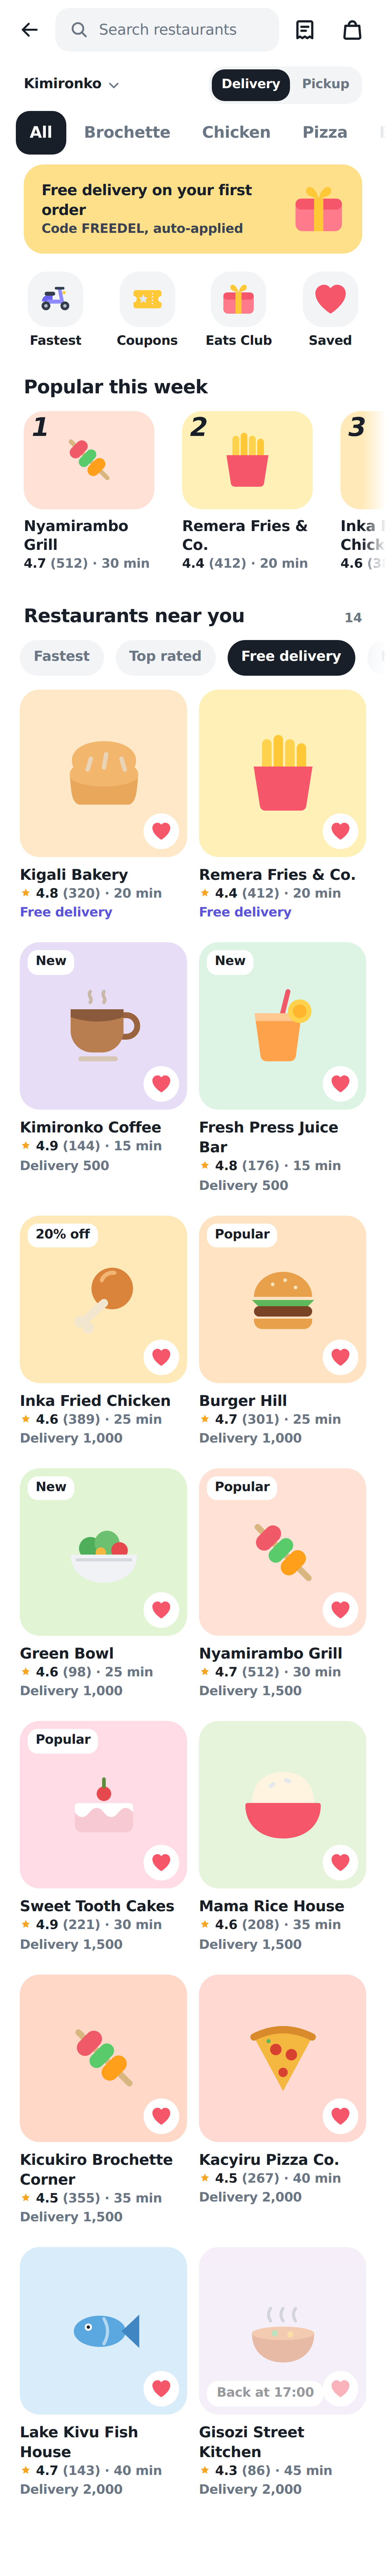 Search restaurants
Kimironko
Delivery
Pickup
All
Brochette
Chicken
Pizza
Free delivery on your first
order
Code FREEDEL, auto-applied
Fastest
Coupons
Eats Club
Saved
Popular this week
1
2
3
Nyamirambo
Grill
4.7 (512) · 30 min
Remera Fries &
Co.
4.4 (412) · 20 min
Inka
Chick
4.6
Restaurants near you
14
Fastest
Top rated
Free delivery
Kigali Bakery
4.8 (320) · 20 min
Free delivery
Remera Fries & Co.
4.4 (412) · 20 min
Free delivery
New
Kimironko Coffee
4.9 (144) · 15 min
Delivery 500
New
Fresh Press Juice
Bar
4.8 (176) · 15 min
Delivery 500
20% off
Inka Fried Chicken
4.6 (389) · 25 min
Delivery 1,000
Popular
Burger Hill
4.7 (301) · 25 min
Delivery 1,000
New
Green Bowl
4.6 (98) · 25 min
Delivery 1,000
Popular
Nyamirambo Grill
4.7 (512) · 30 min
Delivery 1,500
Popular
Sweet Tooth Cakes
4.9 (221) · 30 min
Delivery 1,500
Mama Rice House
4.6 (208) · 35 min
Delivery 1,500
Kicukiro Brochette
Corner
4.5 (355) · 35 min
Delivery 1,500
Kacyiru Pizza Co.
4.5 (267) · 40 min
Delivery 2,000
Lake Kivu Fish
House
4.7 (143) · 40 min
Delivery 2,000
Back at 17:00
Gisozi Street
Kitchen
4.3 (86) · 45 min
Delivery 2,000